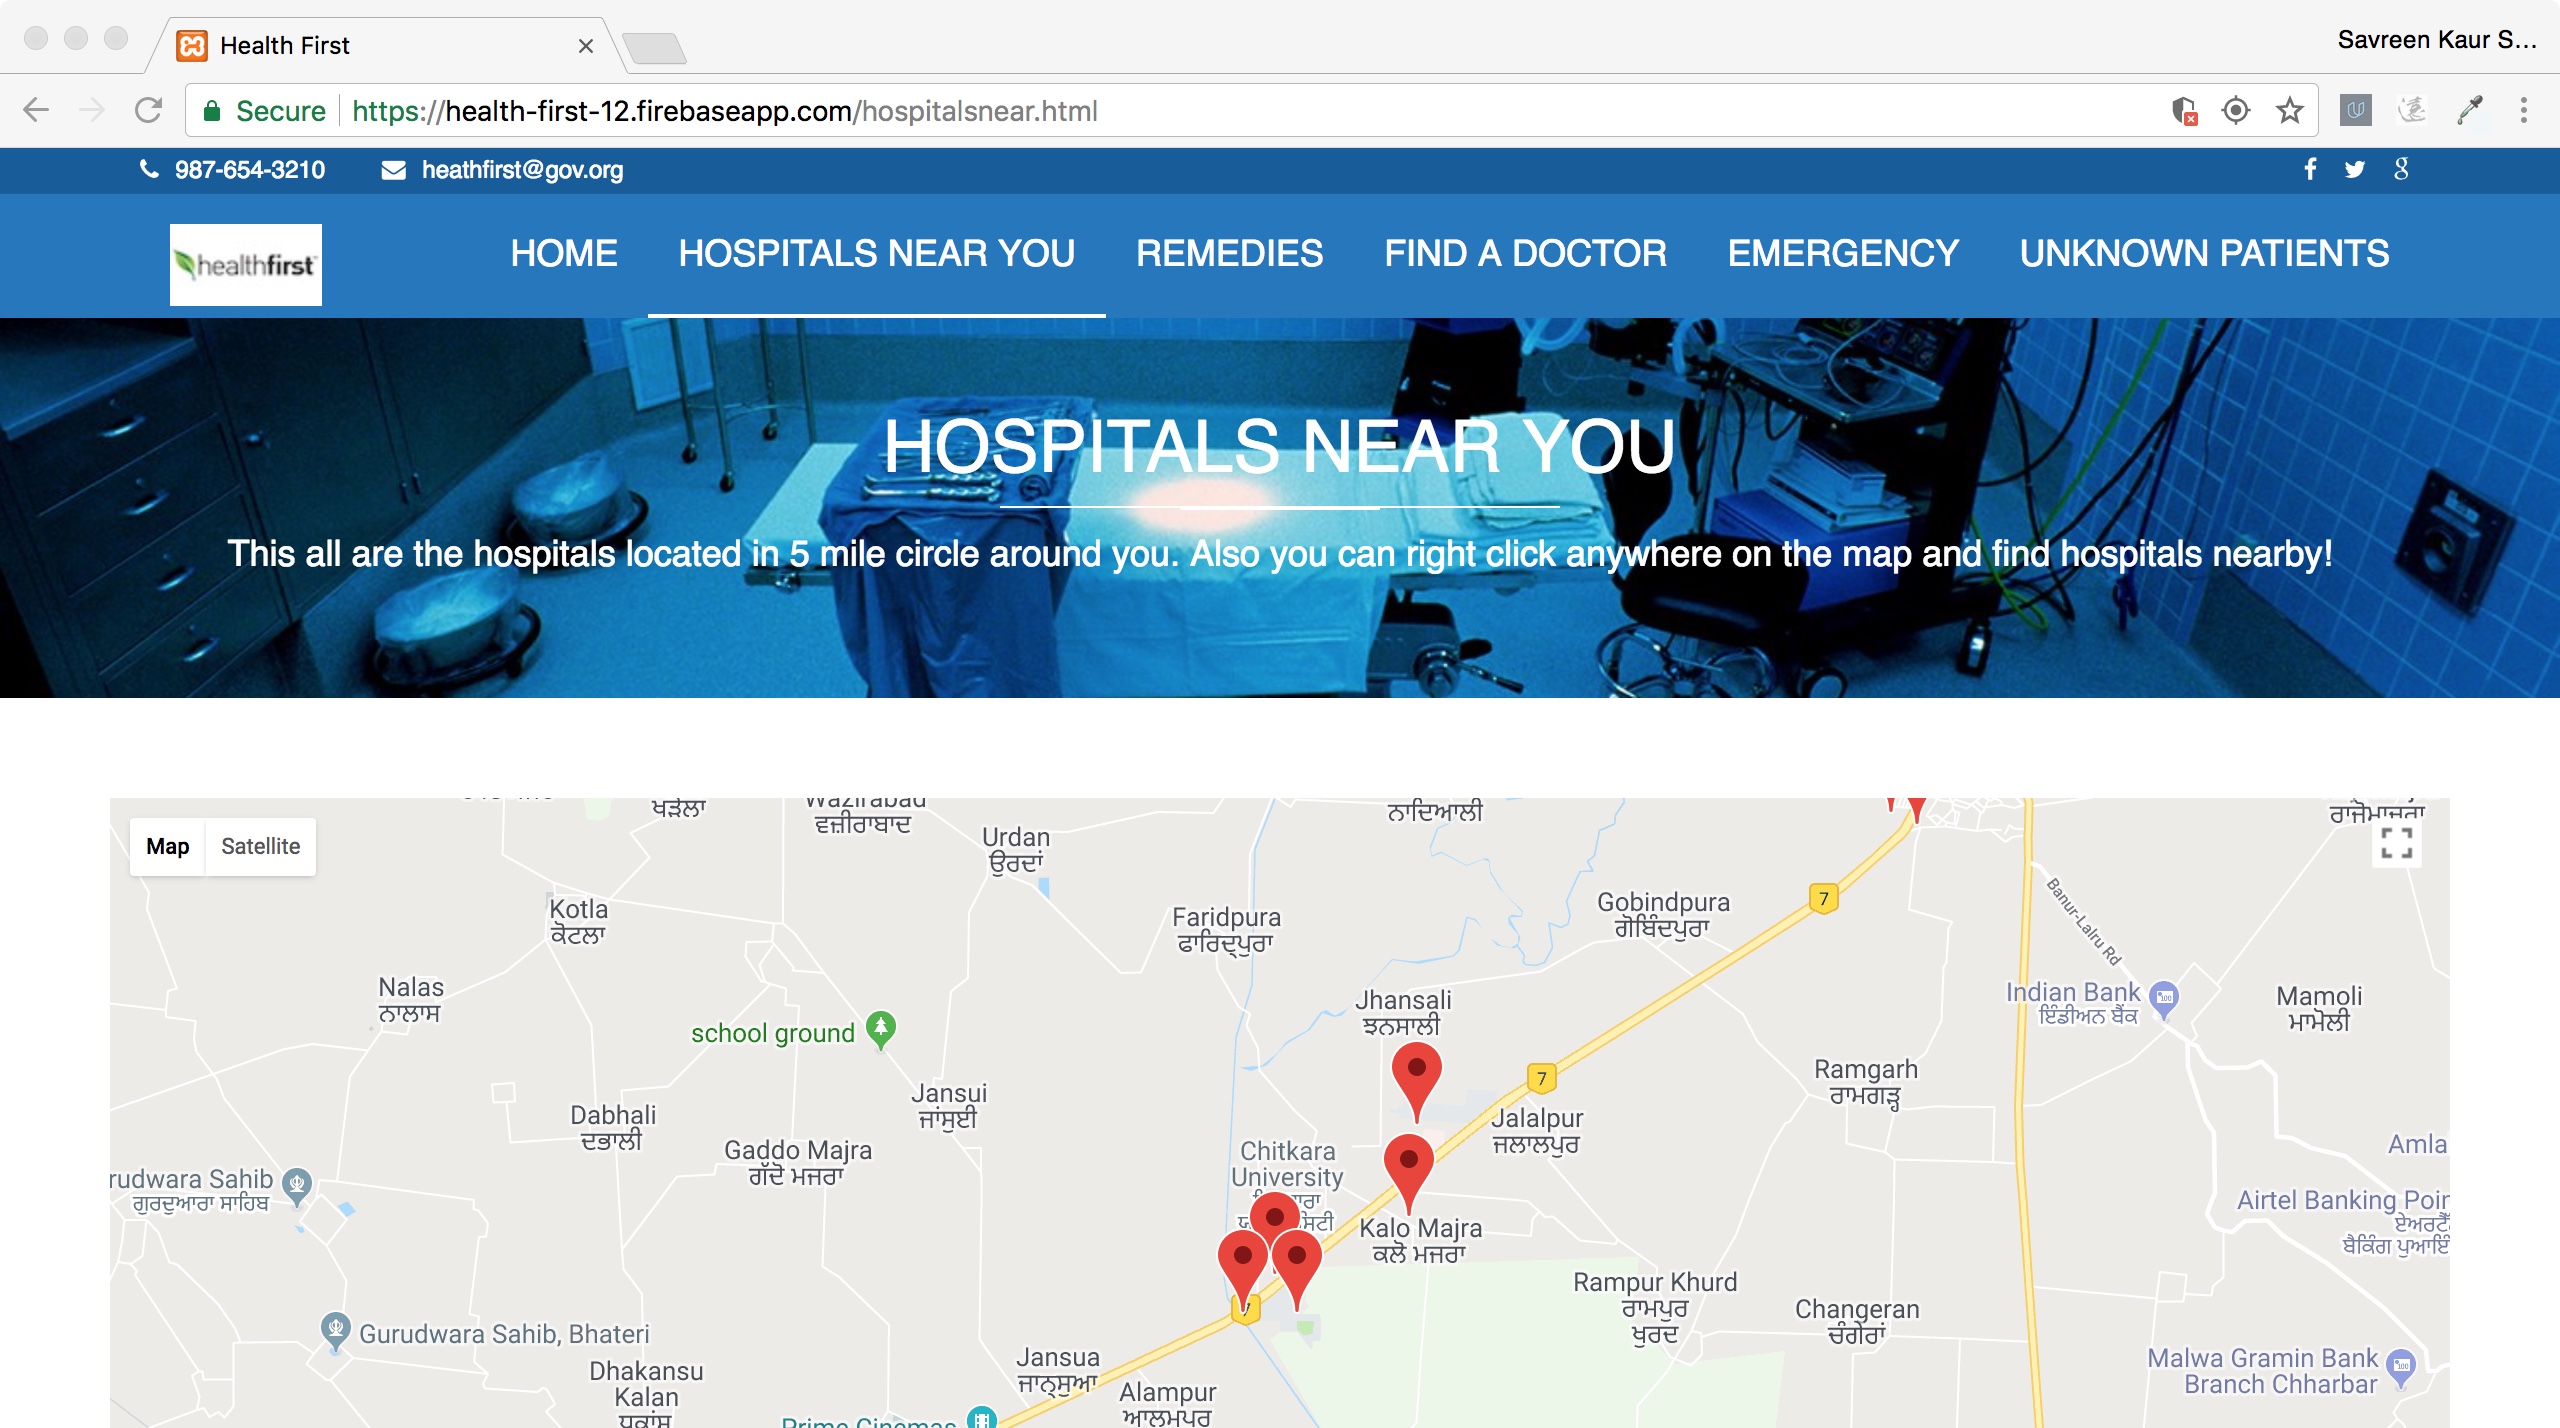 Health First
Savreen Kaur S...
Secure
https://health-first-12.firebaseapp.com/hospitalsnear.html
987-654-3210
heathfirst@gov.org
healthfirst
HOME
HOSPITALS NEAR YOU
REMEDIES
FIND A DOCTOR
EMERGENCY
UNKNOWN PATIENTS
HOSPITALS NEAR YOU
This all are the hospitals located in 5 mile circle around you. Also you can right click anywhere on the map and find hospitals nearby!
Map
Satellite
ਖੜੌਲਾ
Wazirabad
ਵਜ਼ੀਰਾਬਾਦ
Urdan
ਉਰਦਾਂ
ਨਾਦਿਆਲੀ
ਰਾਜੋਮਾਜਰਾ
Kotla
ਕੋਟਲਾ
Faridpura
ਫਾਰਿਦ੍ਪੁਰਾ
Gobindpura
ਗੋਬਿੰਦਪੁਰਾ
7
Banur-Lalru Rd
Nalas
ਨਾਲਾਸ
school ground
Jhansali
ਝਨਸਾਲੀ
Indian Bank
ਇੰਡੀਅਨ ਬੈਂਕ
Mamoli
ਮਾਮੋਲੀ
7
Jansui
ਜਾਂਸੁਈ
Ramgarh
ਰਾਮਗੜ੍ਹ
Dabhali
ਦਭਾਲੀ
Gaddo Majra
ਗੱਦੋ ਮਜਰਾ
Jalalpur
ਜਲਾਲਪੁਰ
Chitkara
University
Amla
rudwara Sahib
ਗੁਰਦੁਆਰਾ ਸਾਹਿਬ
Kalo Majra
ਕਲੋ ਮਜਰਾ
Airtel Banking Poin
ਏਅਰਟੈੱ
ਬੈਕਿੰਗ ਪੁਆਇੰ
Rampur Khurd
ਰਾਮਪੁਰ
ਖੁਰਦ
Changeran
ਚੰਗੇਰਾਂ
Gurudwara Sahib, Bhateri
Jansua
ਜਾਨ੍ਸੁਆ
Malwa Gramin Bank
Branch Chharbar
Dhakansu
Kalan
ਧਕਾਂਸੂ
Alampur
ਆਲਮਪੁਰ
Prime Cinemas